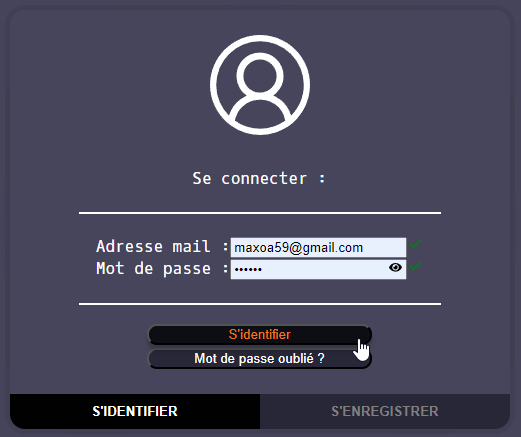 Se connecter :
Adresse mail : maxoa59@gmail.com
Mot de passe : ••••••
S'identifier
Mot de passe oublié ?
S'IDENTIFIER S'ENREGISTRER